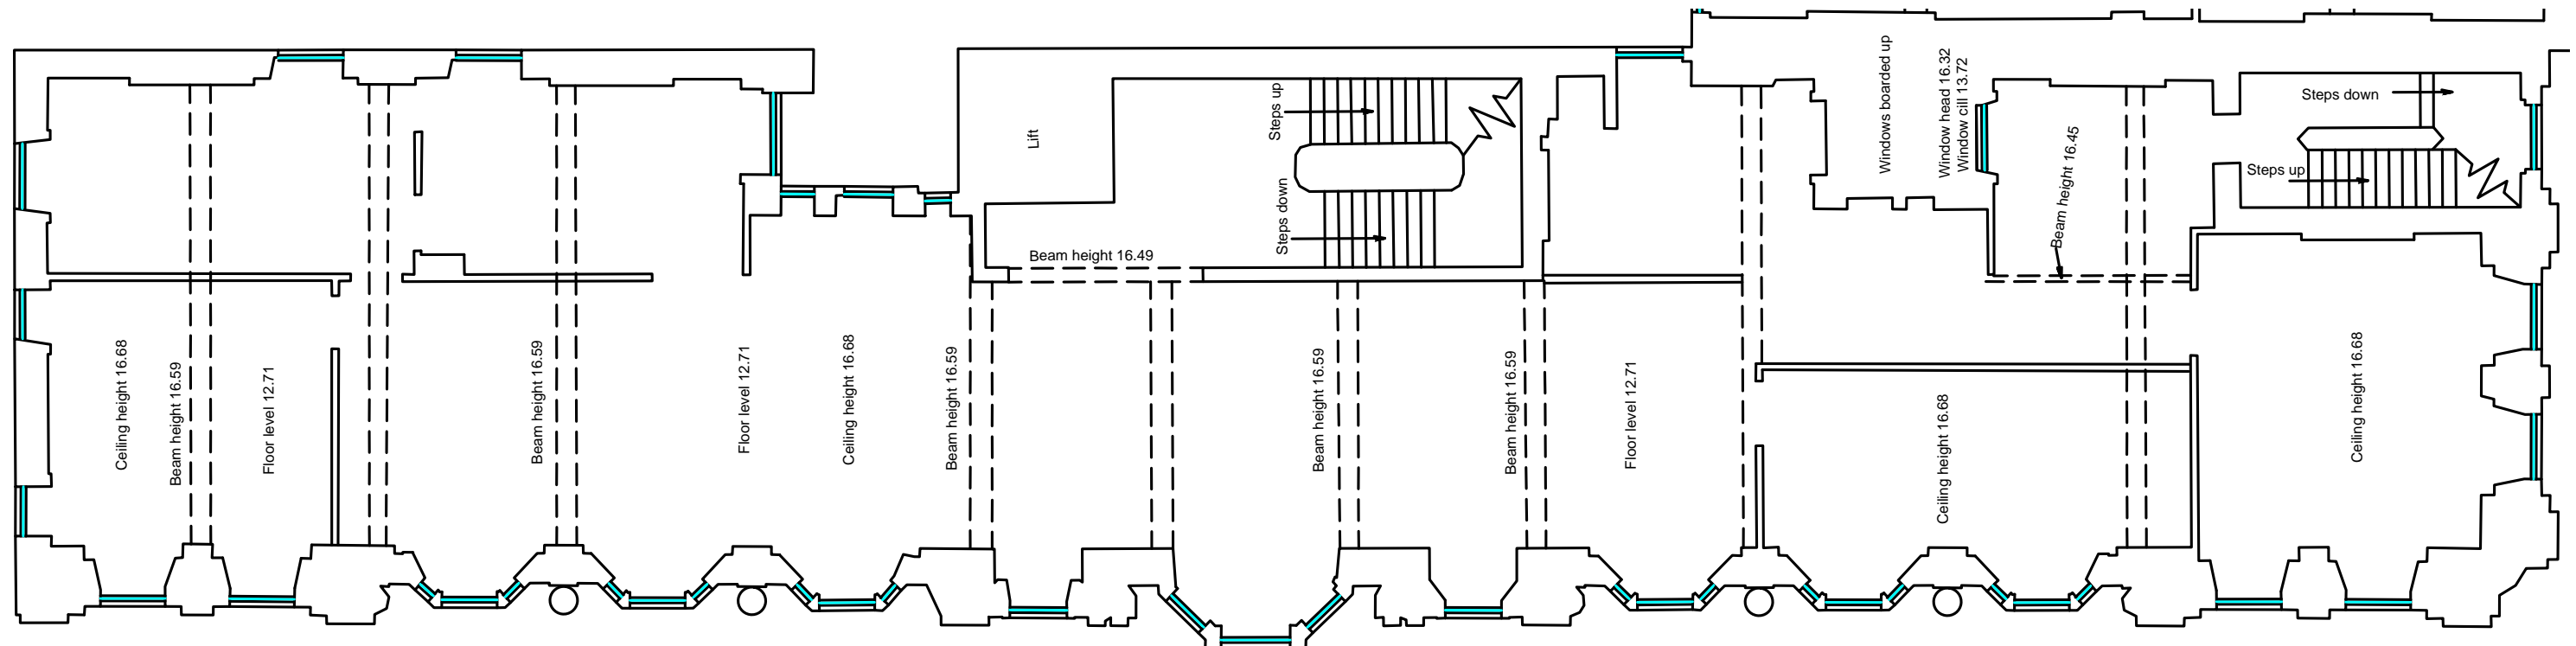 Ceiling height 16.68
Beam height 16.59
Floor level 12.71
Beam height 16.59
Floor level 12.71
Ceiling height 16.68
Beam height 16.59
Lift
Beam height 16.49
Steps up
Steps down
Beam height 16.59
Beam height 16.59
Floor level 12.71
Windows boarded up
Window head 16.32
Window cill 13.72
Beam height 16.45
Ceiling height 16.68
Steps down
Steps up
Ceiling height 16.68